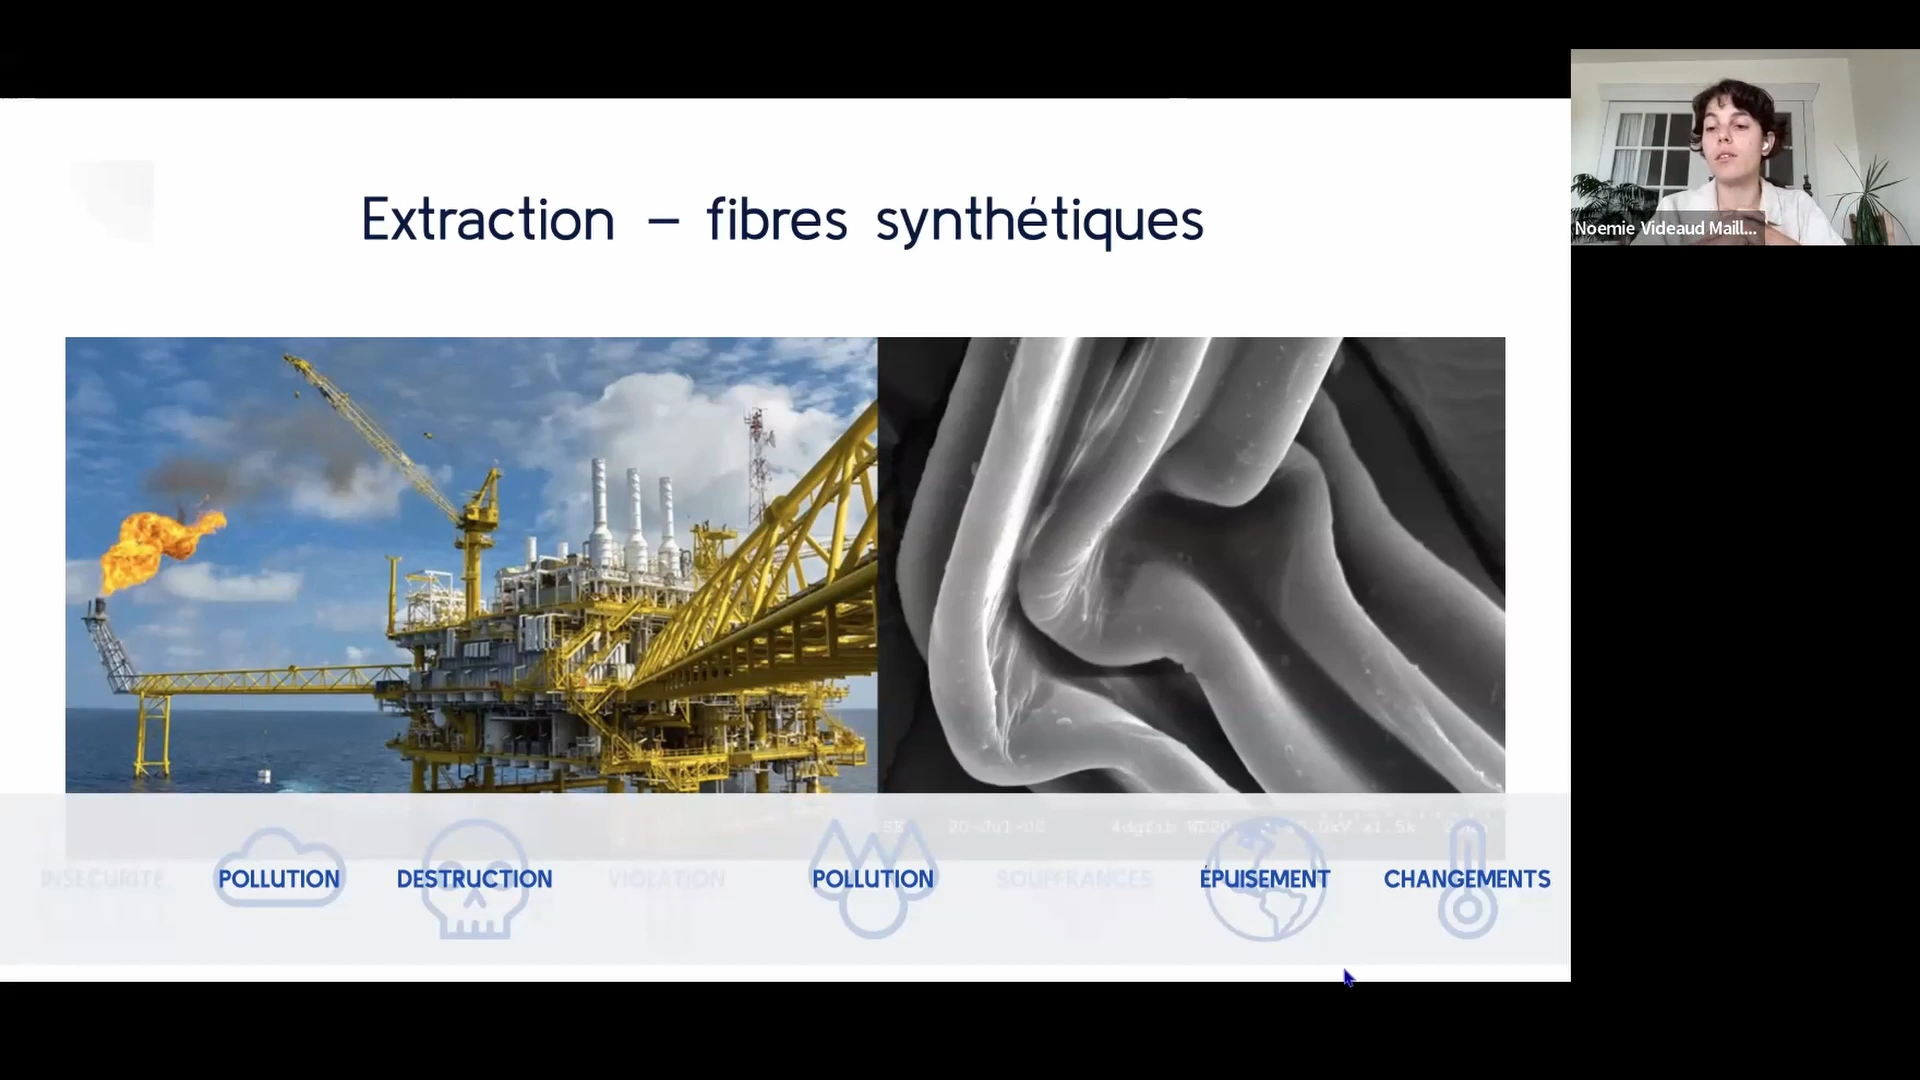 Extraction – fibres synthétiques
Noemie Videaud Maill...
INSÉCURITÉ
POLLUTION
DESTRUCTION
VIOLATION
POLLUTION
SOUFFRANCES
ÉPUISEMENT
CHANGEMENTS